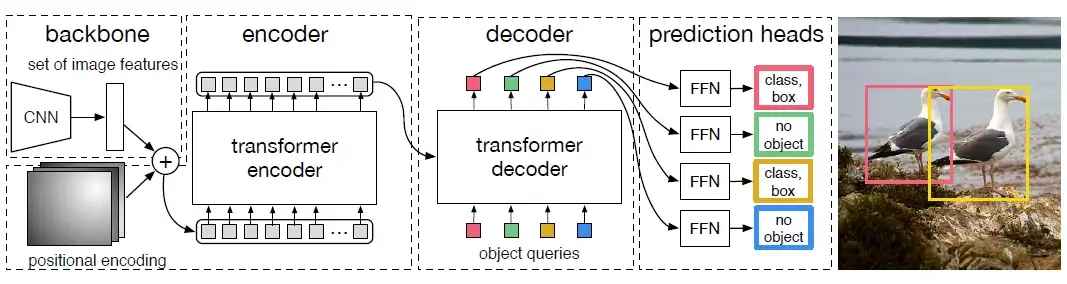 backbone
set of image features
CNN
+
positional encoding
encoder
...
transformer
encoder
...
decoder
transformer
decoder
object queries
prediction heads
FFN
class,
box
FFN
no
object
FFN
class,
box
FFN
no
object